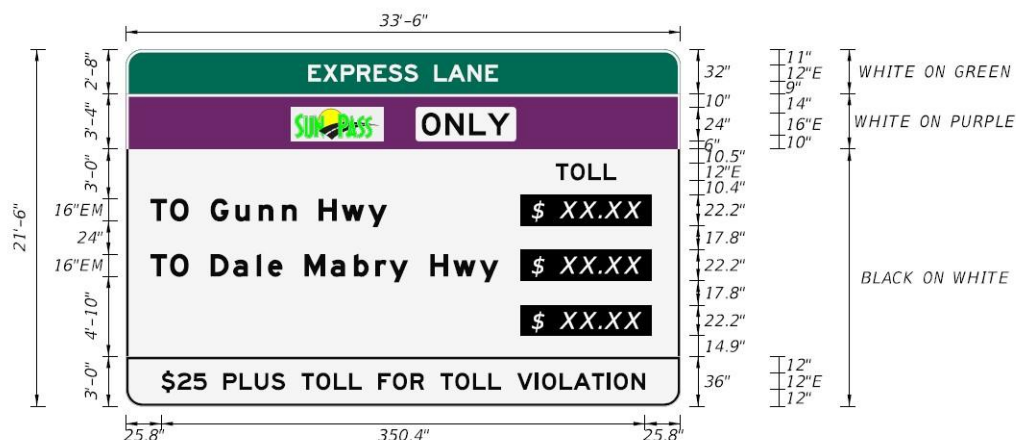 33'-6"
EXPRESS LANE
SUNPASS ONLY
TOLL
TO Gunn Hwy $ XX.XX
TO Dale Mabry Hwy $ XX.XX
$ XX.XX
$25 PLUS TOLL FOR TOLL VIOLATION
21'-6"
2'-8"
3'-4"
3'-0"
16"EM
24"
16"EM
4'-10"
3'-0"
32"
10"
24"
6"
10.5"
12"E
10.4"
22.2"
17.8"
22.2"
17.8"
22.2"
14.9"
36"
11"
12"E
9"
14"
16"E
10"
12"
12"E
12"
WHITE ON GREEN
WHITE ON PURPLE
BLACK ON WHITE
25.8" 350.4" 25.8"